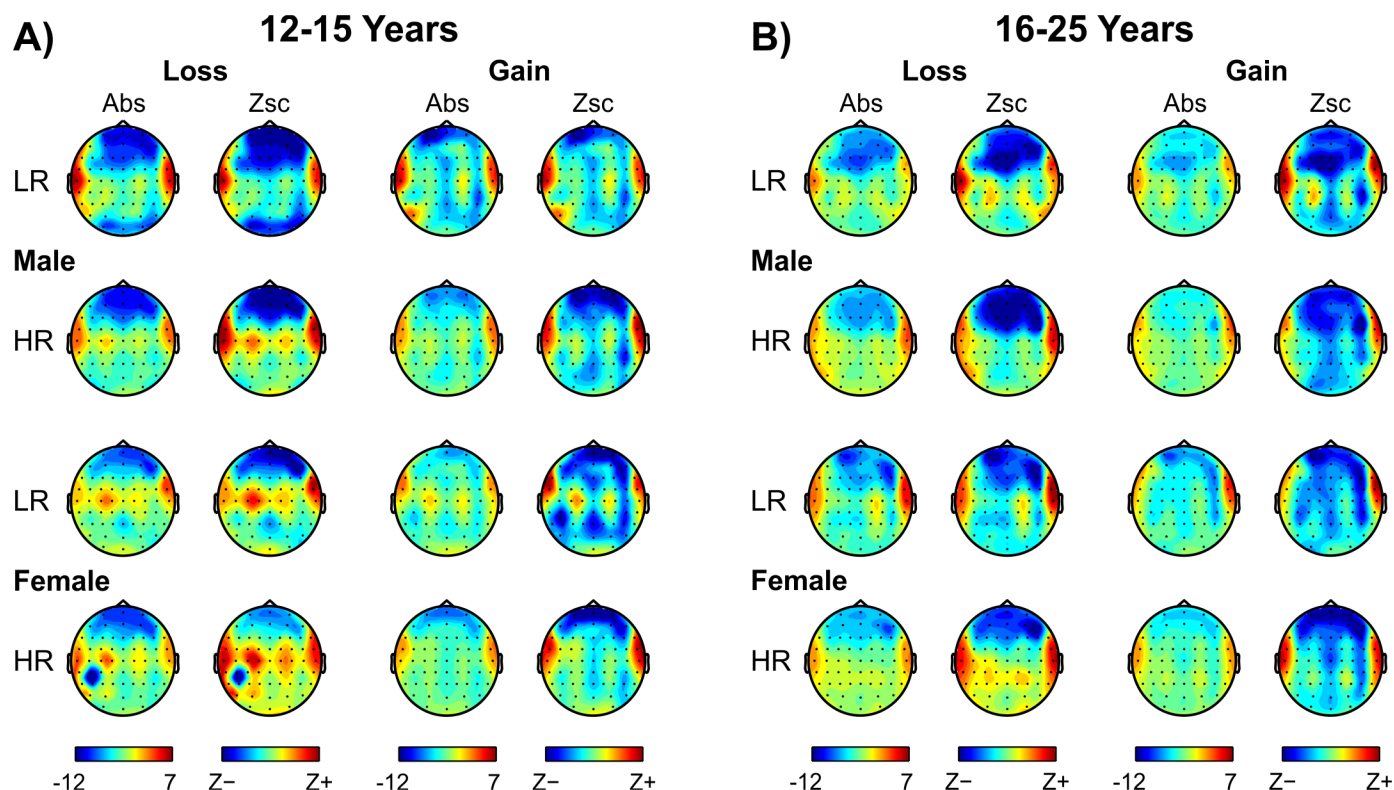 A) 12-15 Years
Loss Gain
Abs Zsc Abs Zsc
LR
Male
HR
LR
Female
HR
-12 7 Z− Z+ -12 7 Z− Z+
B) 16-25 Years
Loss Gain
Abs Zsc Abs Zsc
LR
Male
HR
LR
Female
HR
-12 7 Z− Z+ -12 7 Z− Z+